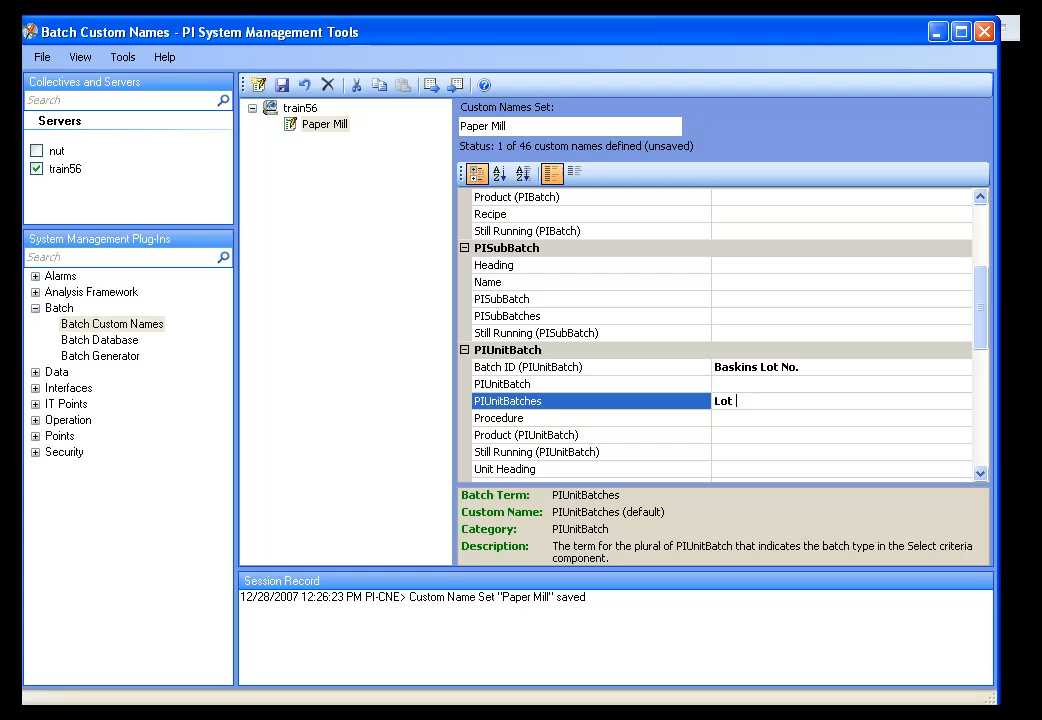 Batch Custom Names - PI System Management Tools
File View Tools Help
Collectives and Servers
Search
Servers
nut
train56
System Management Plug-Ins
Search
Alarms
Analysis Framework
Batch
Batch Custom Names
Batch Database
Batch Generator
Data
Interfaces
IT Points
Operation
Points
Security
train56
Paper Mill
Custom Names Set:
Paper Mill
Status: 1 of 46 custom names defined (unsaved)
Product (PIBatch)
Recipe
Still Running (PIBatch)
PISubBatch
Heading
Name
PISubBatch
PISubBatches
Still Running (PISubBatch)
PIUnitBatch
Batch ID (PIUnitBatch) Baskins Lot No.
PIUnitBatch
PIUnitBatches Lot
Procedure
Product (PIUnitBatch)
Still Running (PIUnitBatch)
Unit Heading
Batch Term: PIUnitBatches
Custom Name: PIUnitBatches (default)
Category: PIUnitBatch
Description: The term for the plural of PIUnitBatch that indicates the batch type in the Select criteria
component.
Session Record
12/28/2007 12:26:23 PM PI-CNE> Custom Name Set "Paper Mill" saved